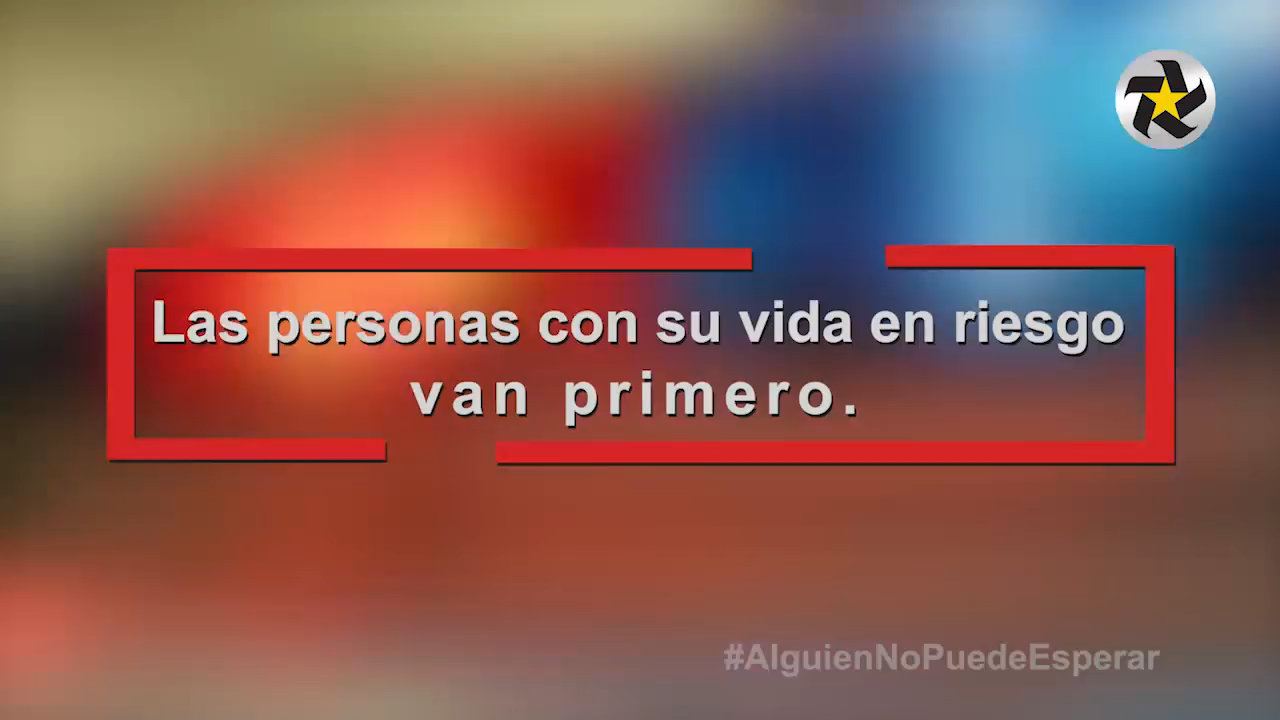 Las personas con su vida en riesgo
van primero.
#AlguienNoPuedeEsperar